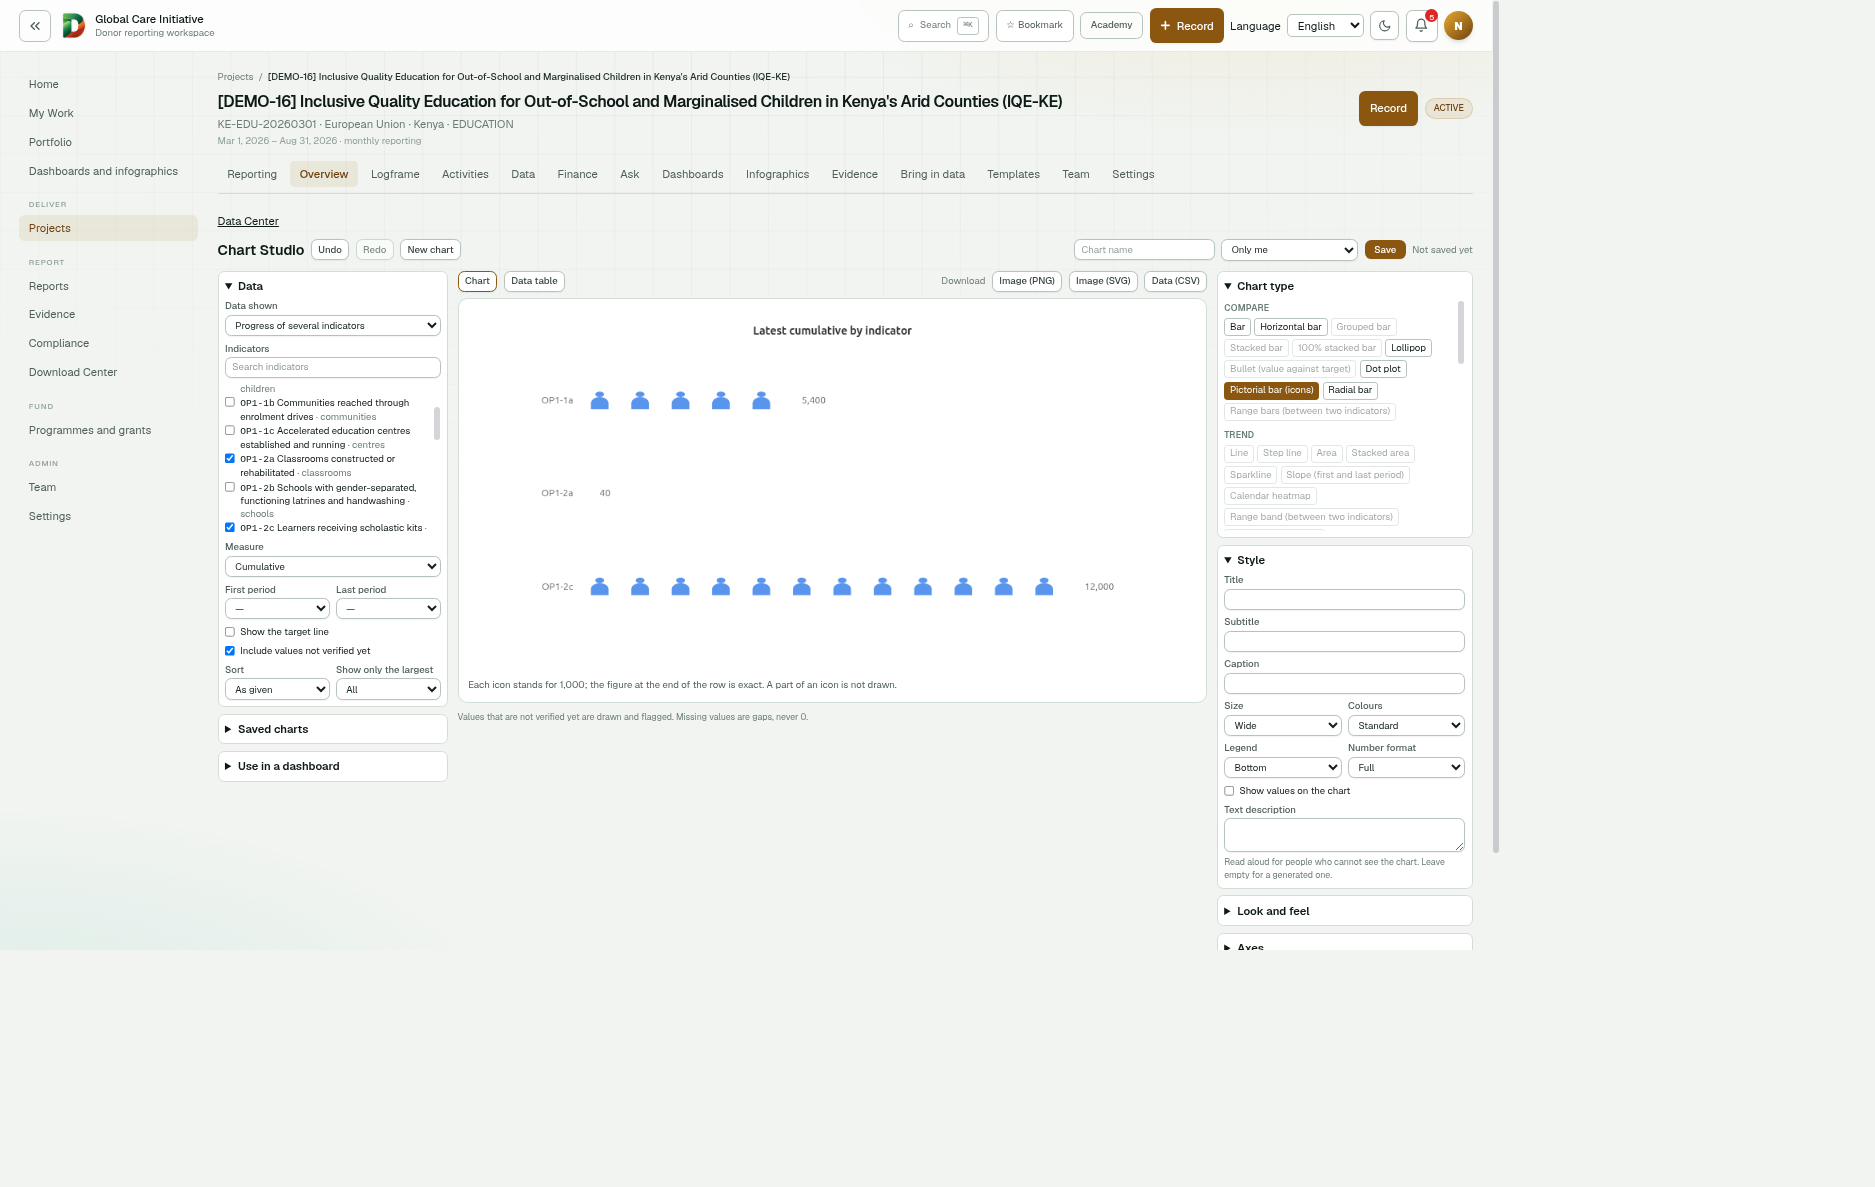 Global Care Initiative
Donor reporting workspace
Search ⌘K
☆ Bookmark
Academy
+ Record
Language
English
5
N
Home
My Work
Portfolio
Dashboards and infographics
DELIVER
Projects
REPORT
Reports
Evidence
Compliance
Download Center
FUND
Programmes and grants
ADMIN
Team
Settings
Projects / [DEMO-16] Inclusive Quality Education for Out-of-School and Marginalised Children in Kenya's Arid Counties (IQE-KE)
[DEMO-16] Inclusive Quality Education for Out-of-School and Marginalised Children in Kenya's Arid Counties (IQE-KE)
KE-EDU-20260301 · European Union · Kenya · EDUCATION
Mar 1, 2026 – Aug 31, 2026 · monthly reporting
Record
ACTIVE
Reporting Overview Logframe Activities Data Finance Ask Dashboards Infographics Evidence Bring in data Templates Team Settings
Data Center
Chart Studio
Undo
Redo
New chart
Chart name
Only me
Save
Not saved yet
Data
Data shown
Progress of several indicators
Indicators
Search indicators
children
OP1-1b Communities reached through
enrolment drives · communities
OP1-1c Accelerated education centres
established and running · centres
OP1-2a Classrooms constructed or
rehabilitated · classrooms
OP1-2b Schools with gender-separated,
functioning latrines and handwashing ·
schools
OP1-2c Learners receiving scholastic kits ·
Measure
Cumulative
First period Last period
— —
Show the target line
Include values not verified yet
Sort Show only the largest
As given All
Saved charts
Use in a dashboard
Chart
Data table
Download
Image (PNG)
Image (SVG)
Data (CSV)
Latest cumulative by indicator
OP1-1a 5,400
OP1-2a 40
OP1-2c 12,000
Each icon stands for 1,000; the figure at the end of the row is exact. A part of an icon is not drawn.
Values that are not verified yet are drawn and flagged. Missing values are gaps, never 0.
Chart type
COMPARE
Bar Horizontal bar Grouped bar
Stacked bar 100% stacked bar Lollipop
Bullet (value against target) Dot plot
Pictorial bar (icons) Radial bar
Range bars (between two indicators)
TREND
Line Step line Area Stacked area
Sparkline Slope (first and last period)
Calendar heatmap
Range band (between two indicators)
Style
Title
Subtitle
Caption
Size Colours
Wide Standard
Legend Number format
Bottom Full
Show values on the chart
Text description
Read aloud for people who cannot see the chart. Leave
empty for a generated one.
Look and feel
Axes